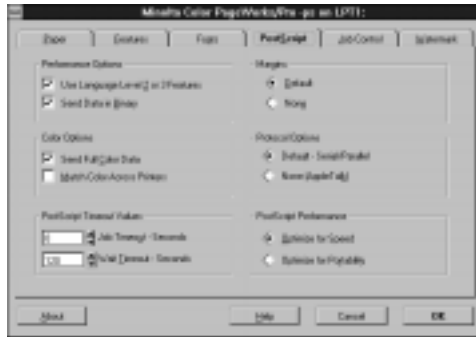 Minolta Color PageWorks/Pro -ps on LPT1:
Paper Features Fonts PostScript Job Control Watermark
Performance Options
Use Language Level 2 or 3 Features
Send Data in Binary
Margins
Default
None
Color Options
Send Full Color Data
Match Color Across Printers
Protocol Options
Default - Serial/Parallel
None (AppleTalk)
PostScript Timeout Values
Job Timeout - Seconds
Wait Timeout - Seconds
PostScript Performance
Optimize for Speed
Optimize for Portability
About Help Cancel OK